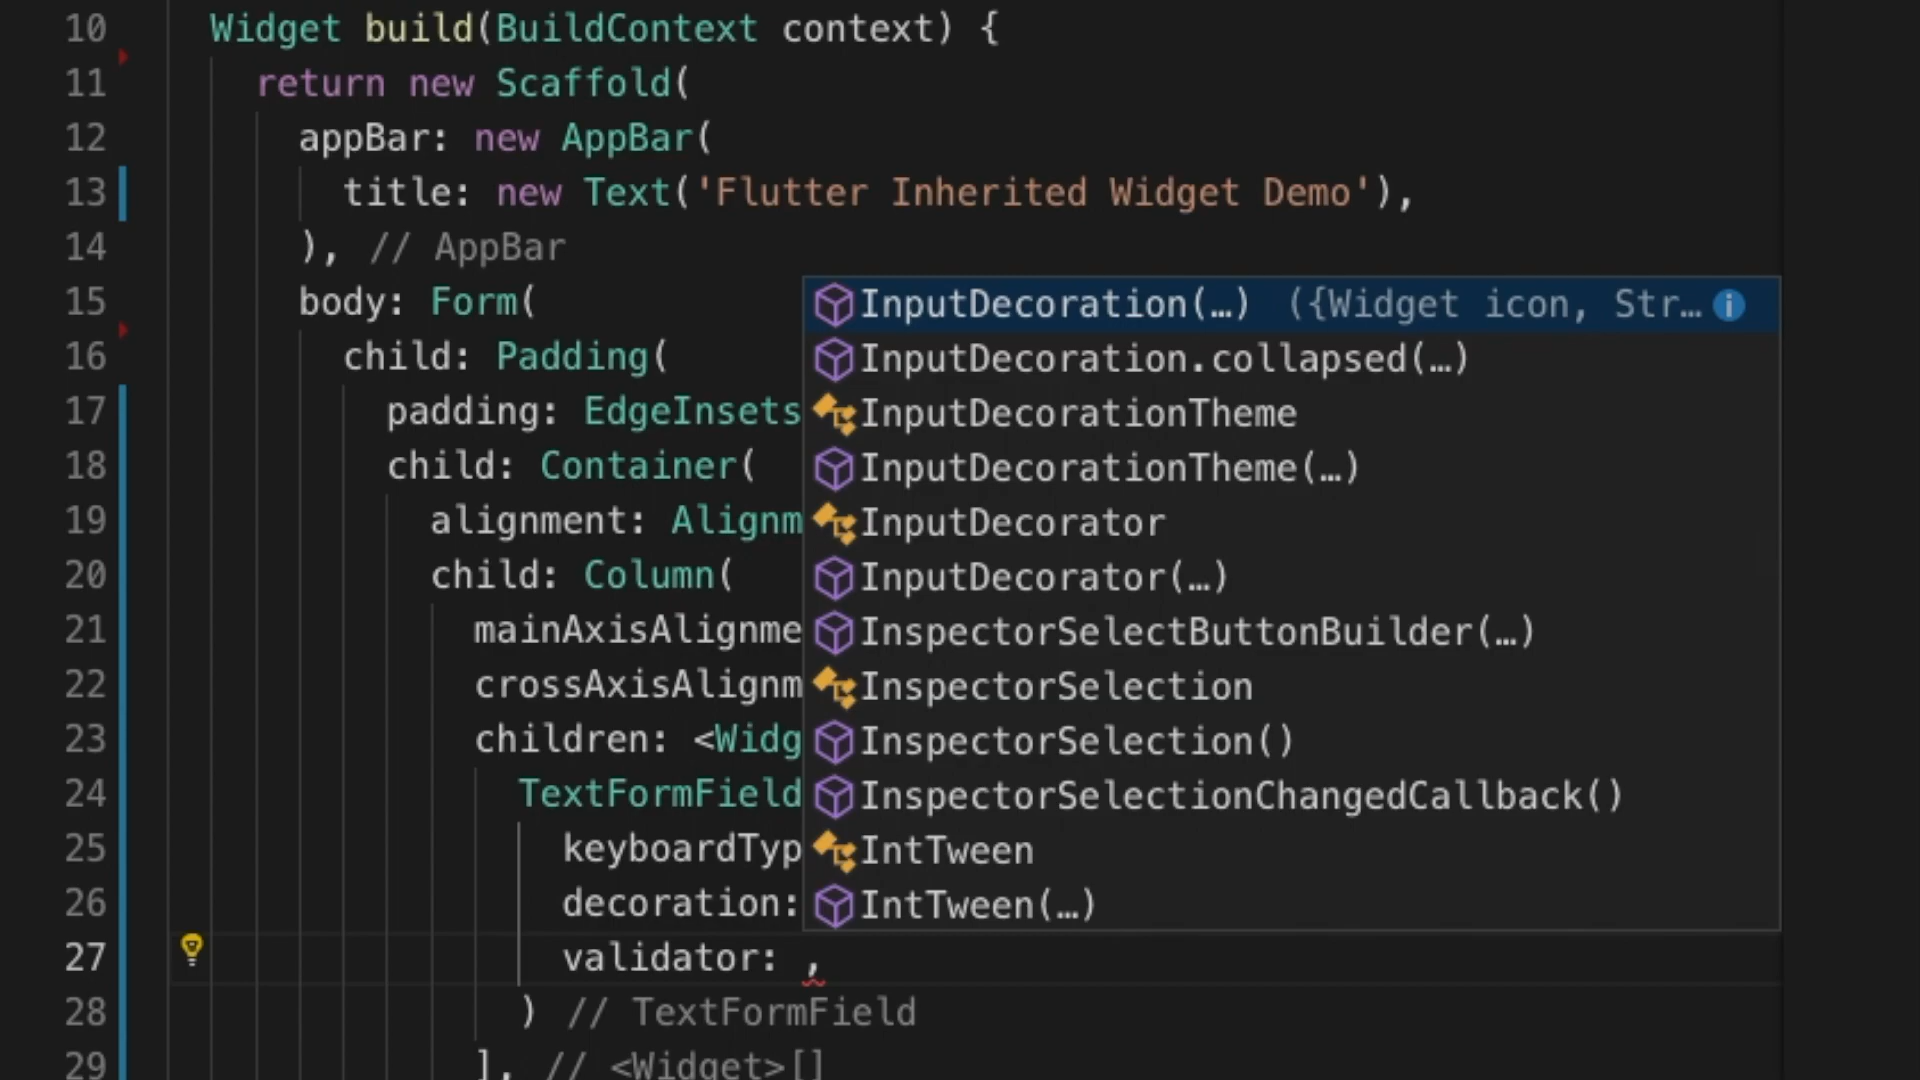 10 Widget build(BuildContext context) {
11 return new Scaffold(
12 appBar: new AppBar(
13 title: new Text('Flutter Inherited Widget Demo'),
14 ), // AppBar
15 body: Form(
16 child: Padding(
17 padding: EdgeInsets
18 child: Container(
19 alignment: Alignm
20 child: Column(
21 mainAxisAlignme
22 crossAxisAlignm
23 children: <Widg
24 TextFormField
25 keyboardTyp
26 decoration:
27 validator: ,
28 ) // TextFormField
29 ], // <Widget>[]
InputDecoration(…) ({Widget icon, Str…
InputDecoration.collapsed(…)
InputDecorationTheme
InputDecorationTheme(…)
InputDecorator
InputDecorator(…)
InspectorSelectButtonBuilder(…)
InspectorSelection
InspectorSelection()
InspectorSelectionChangedCallback()
IntTween
IntTween(…)